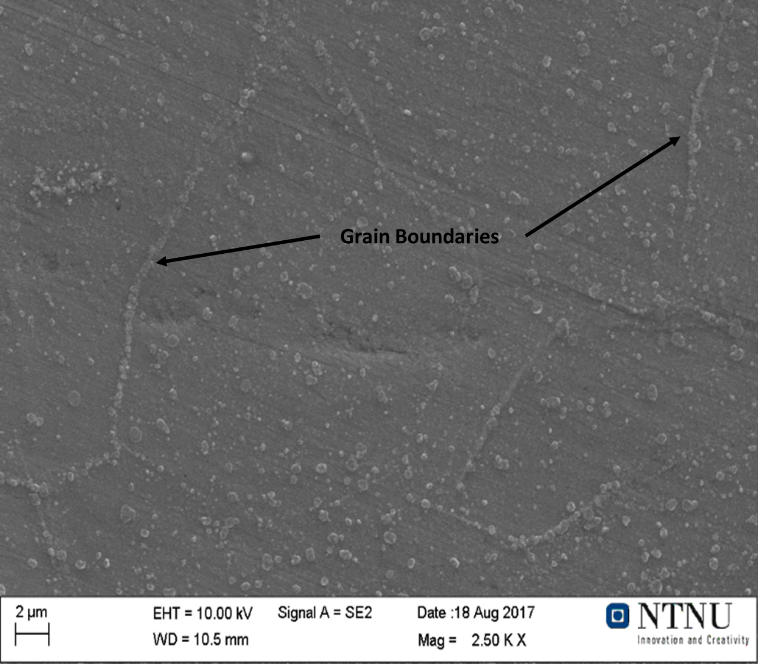 Grain Boundaries
2 µm
EHT = 10.00 kV Signal A = SE2 Date :18 Aug 2017
WD = 10.5 mm Mag = 2.50 K X
NTNU
Innovation and Creativity